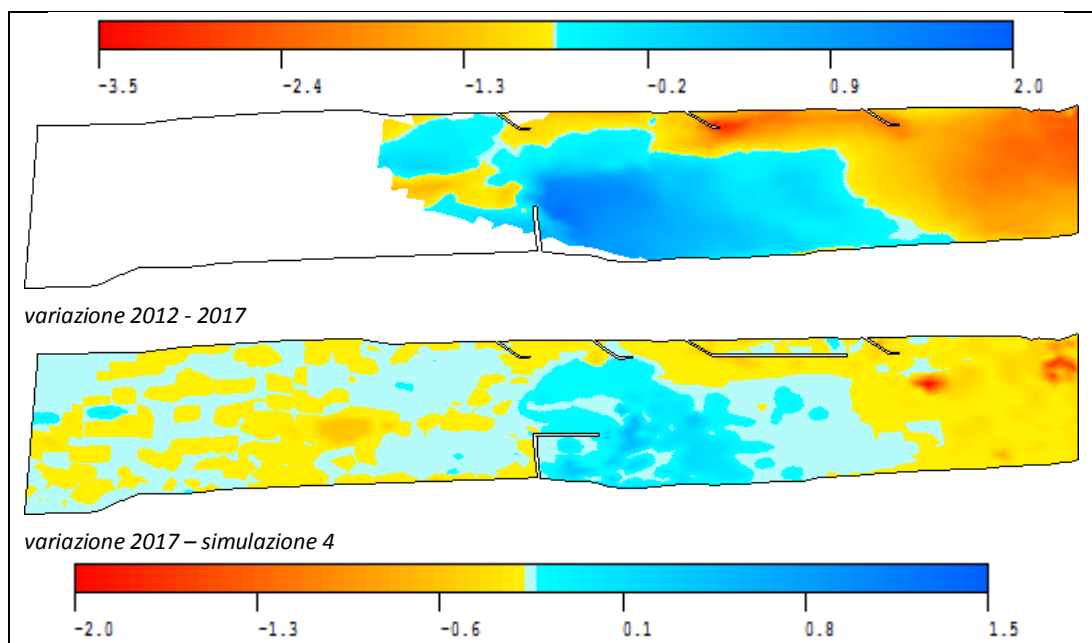 -3.5 -2.4 -1.3 -0.2 0.9 2.0
variazione 2012 - 2017
variazione 2017 – simulazione 4
-2.0 -1.3 -0.6 0.1 0.8 1.5